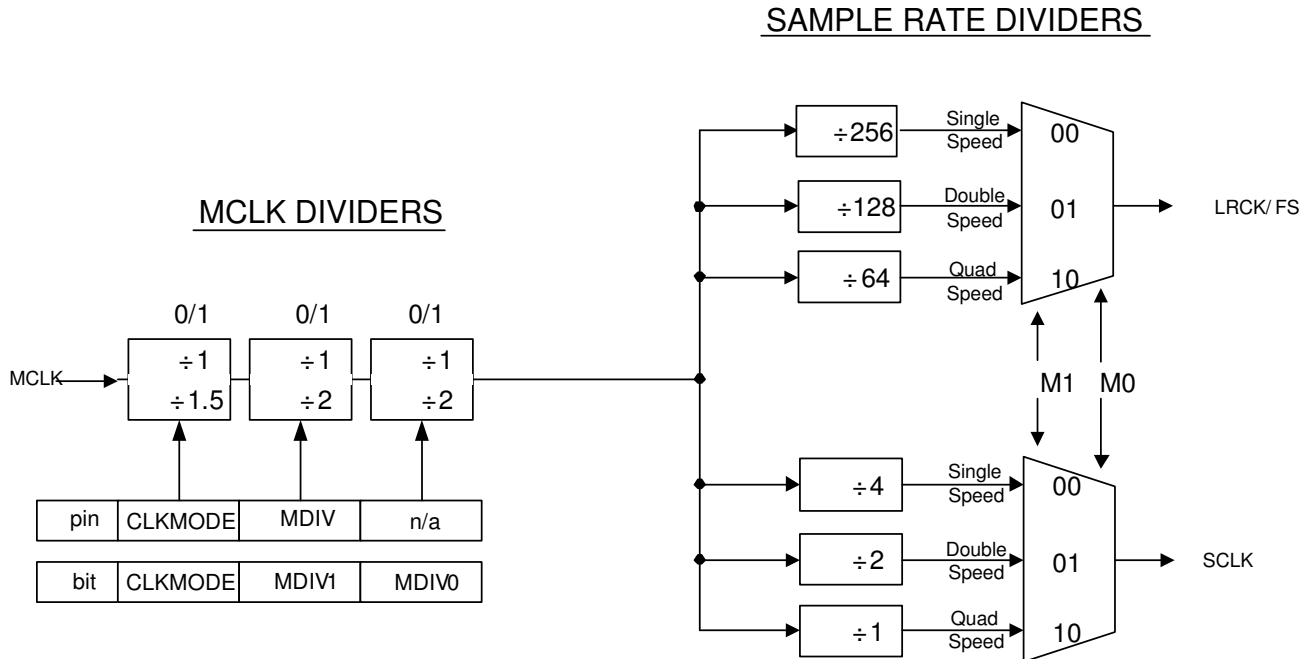 SAMPLE RATE DIVIDERS
÷256
Single
Speed
00
MCLK DIVIDERS
÷128
Double
Speed
01
LRCK/ FS
÷64
Quad
Speed
10
0/1
0/1
0/1
MCLK
÷1
÷1.5
÷1
÷2
÷1
÷2
M1
M0
÷4
Single
Speed
00
pin
CLKMODE
MDIV
n/a
÷2
Double
Speed
01
SCLK
bit
CLKMODE
MDIV1
MDIV0
÷1
Quad
Speed
10